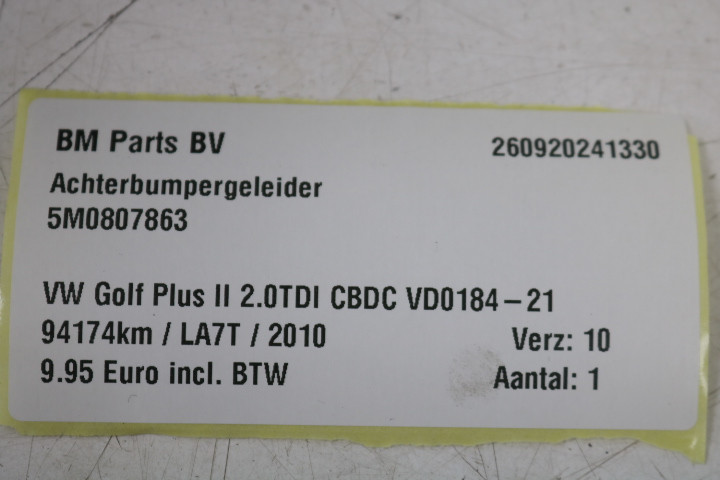 BM Parts BV 260920241330
Achterbumpergeleider
5M0807863
VW Golf Plus II 2.0TDI CBDC VD0184-21
94174km / LA7T / 2010 Verz: 10
9.95 Euro incl. BTW Aantal: 1